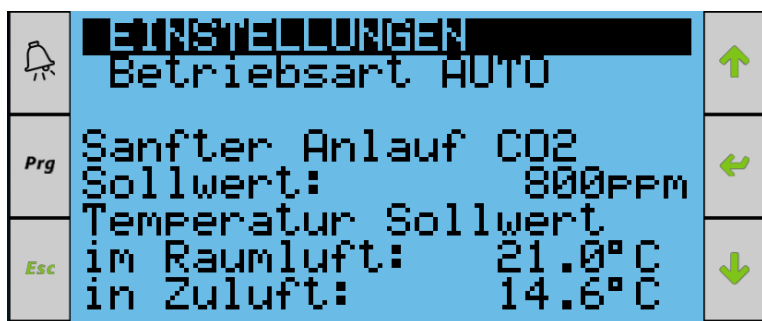 EINSTELLUNGEN
Betriebsart AUTO
Prg
Sanfter Anlauf CO2
Sollwert: 800ppm
Temperatur Sollwert
Esc
im Raumluft: 21.0°C
in Zuluft: 14.6°C